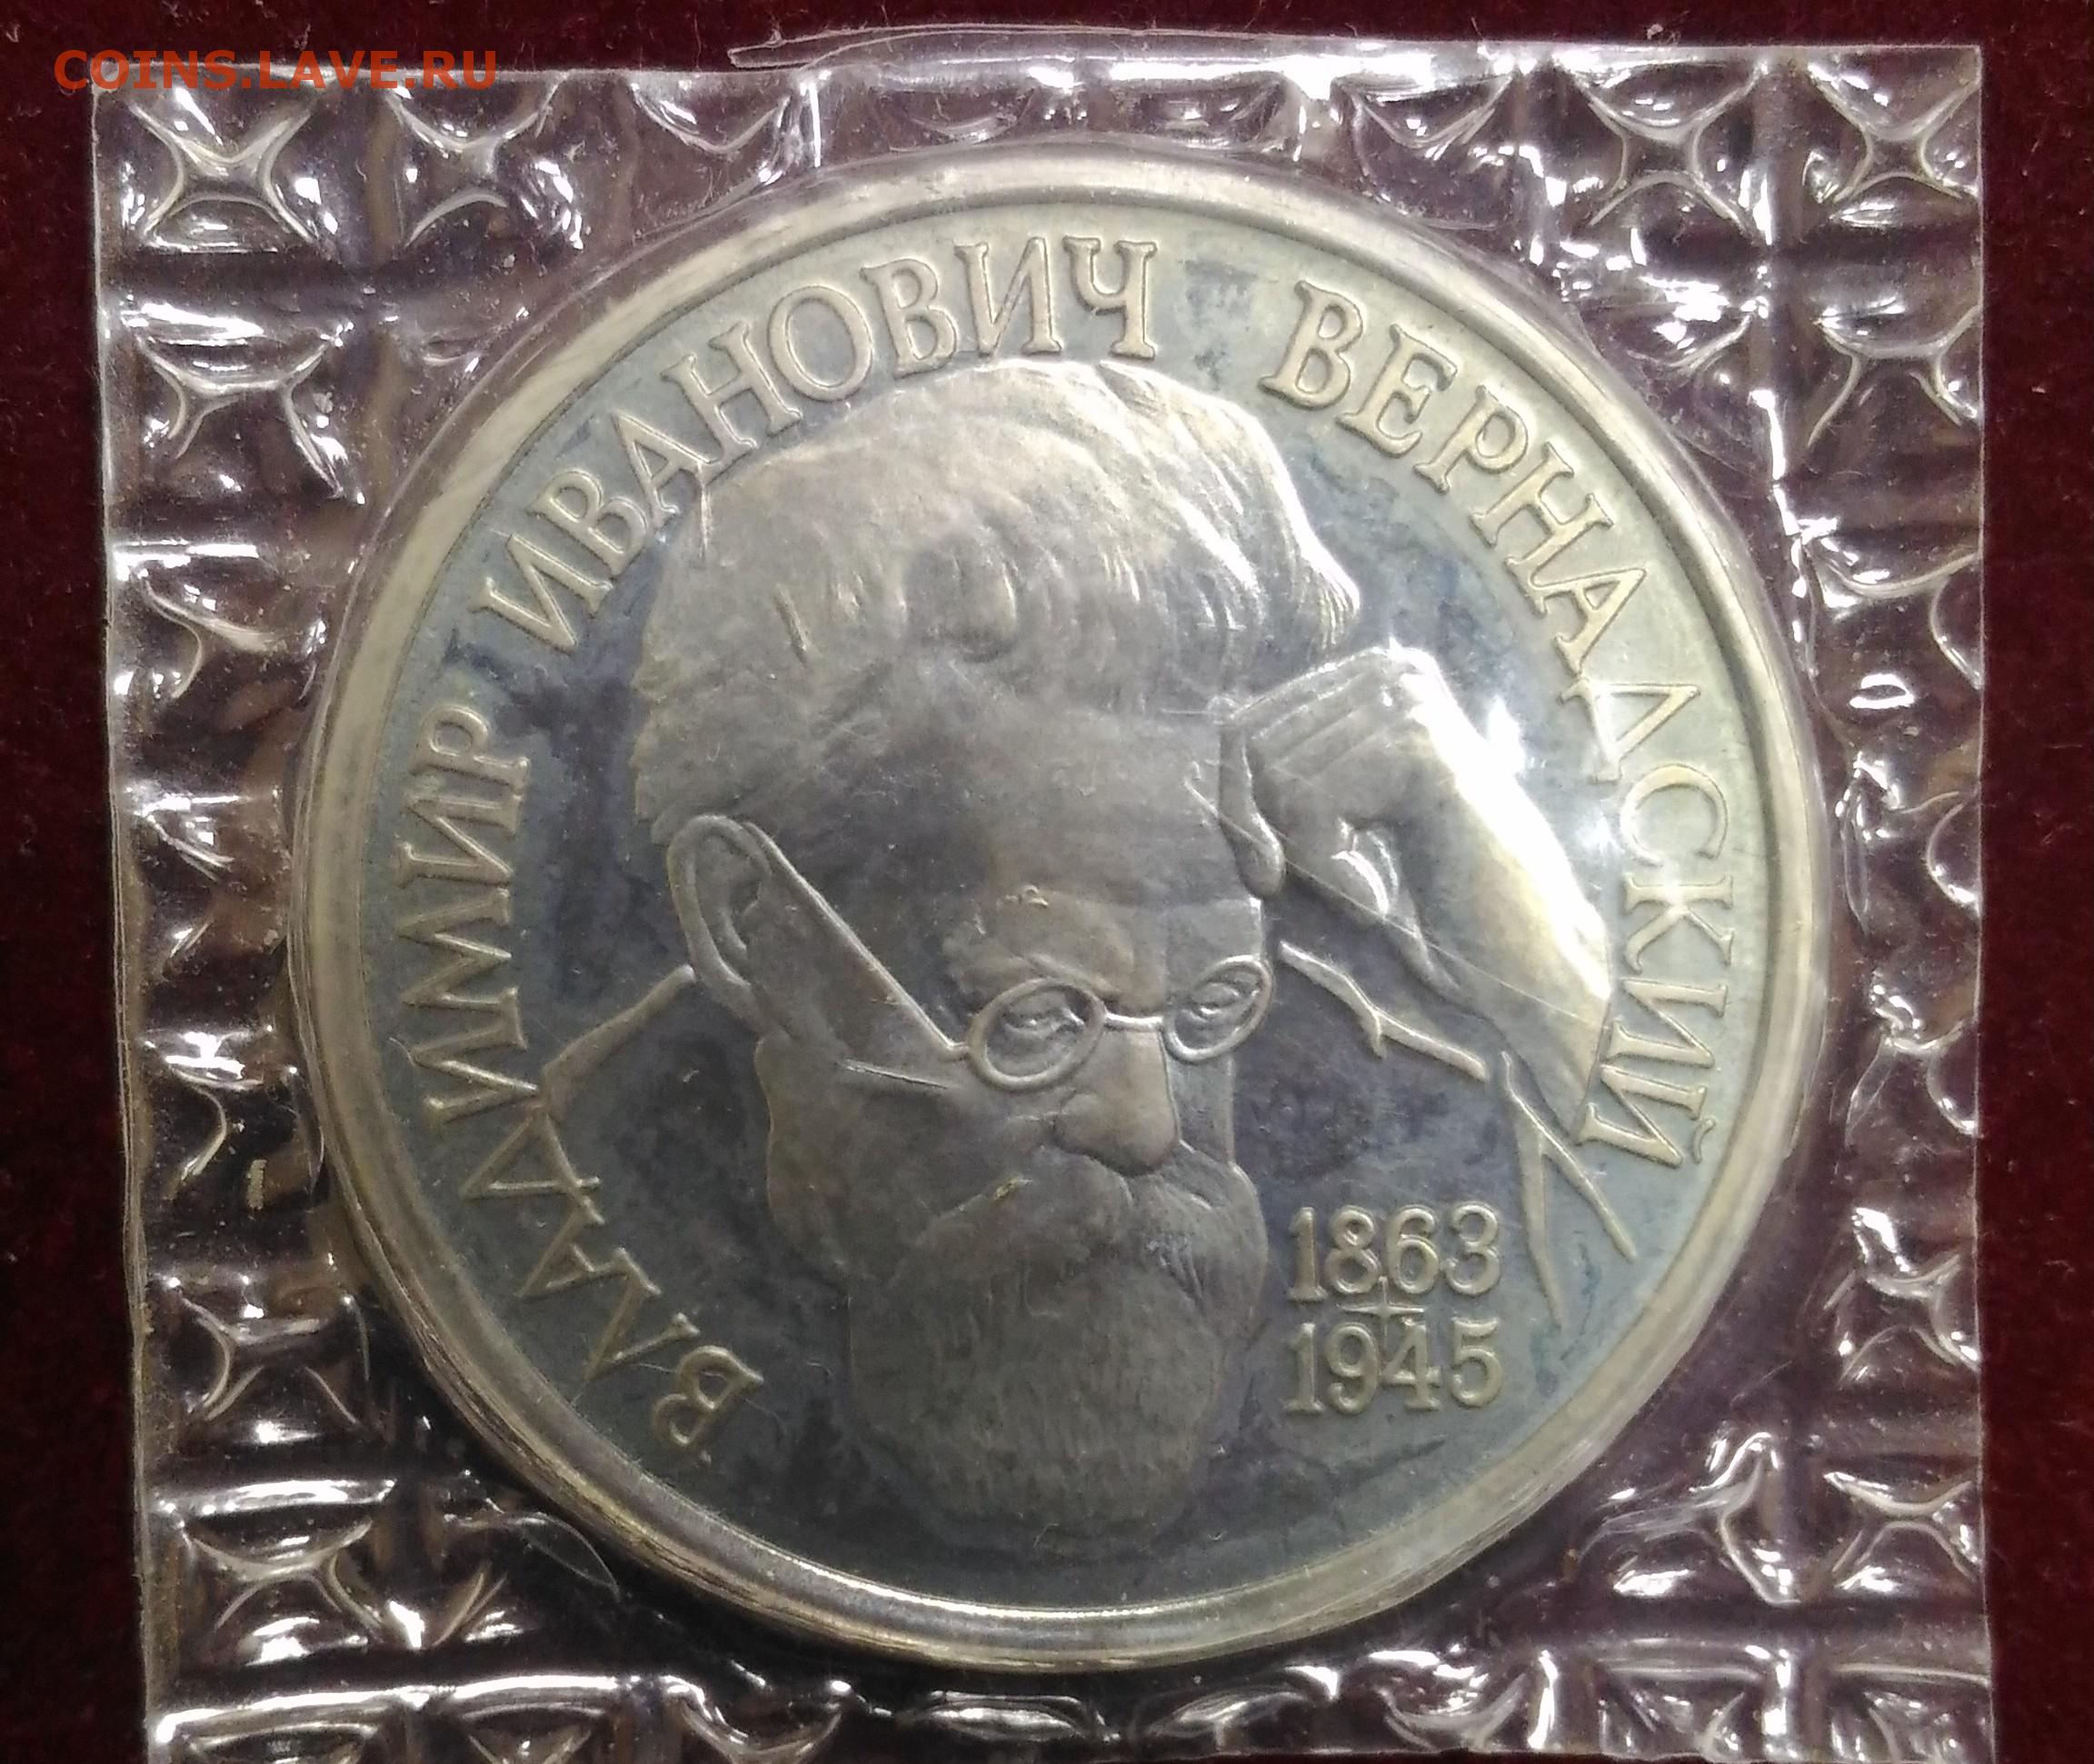 COINS.LAVE.RU
ВЛАДИМИР ИВАНОВИЧ ВЕРНАДСКИЙ
1863
1945